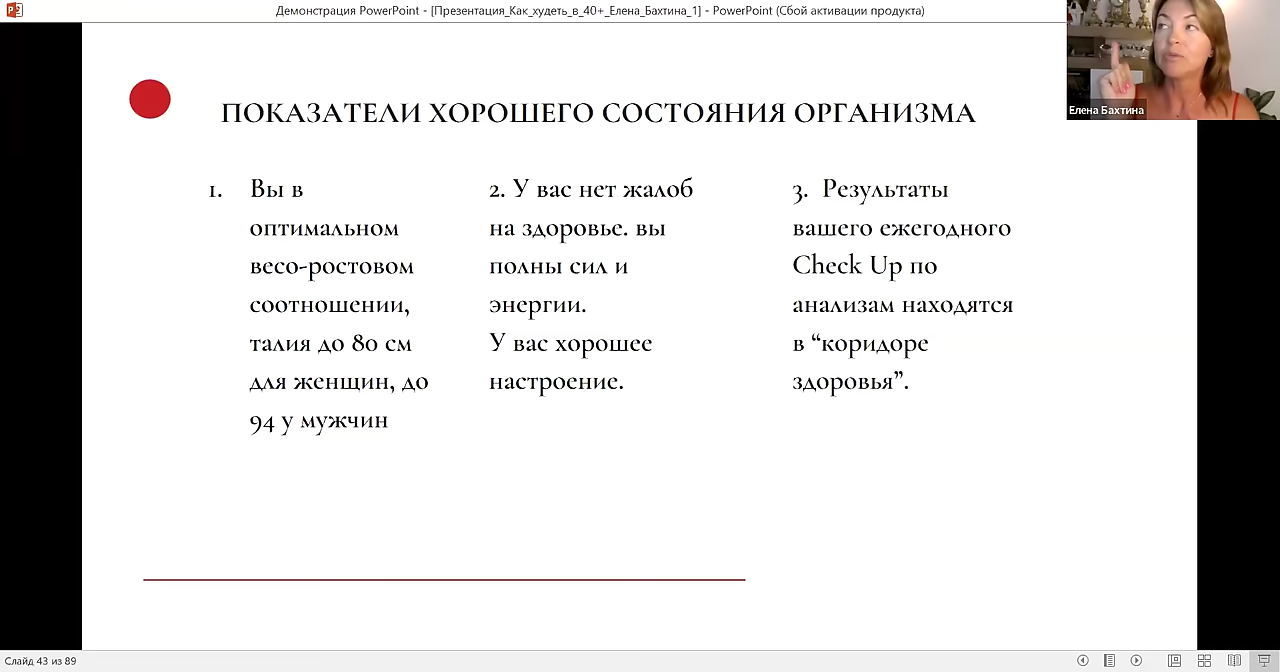 Демонстрация PowerPoint - [Презентация_Как_худеть_в_40+_Елена_Бахтина_1] - PowerPoint (Сбой активации продукта)
Елена Бахтина
ПОКАЗАТЕЛИ ХОРОШЕГО СОСТОЯНИЯ ОРГАНИЗМА
1. Вы в
оптимальном
весо-ростовом
соотношении,
талия до 80 см
для женщин, до
94 у мужчин
2. У вас нет жалоб
на здоровье. вы
полны сил и
энергии.
У вас хорошее
настроение.
3. Результаты
вашего ежегодного
Check Up по
анализам находятся
в “коридоре
здоровья”.
Слайд 43 из 89